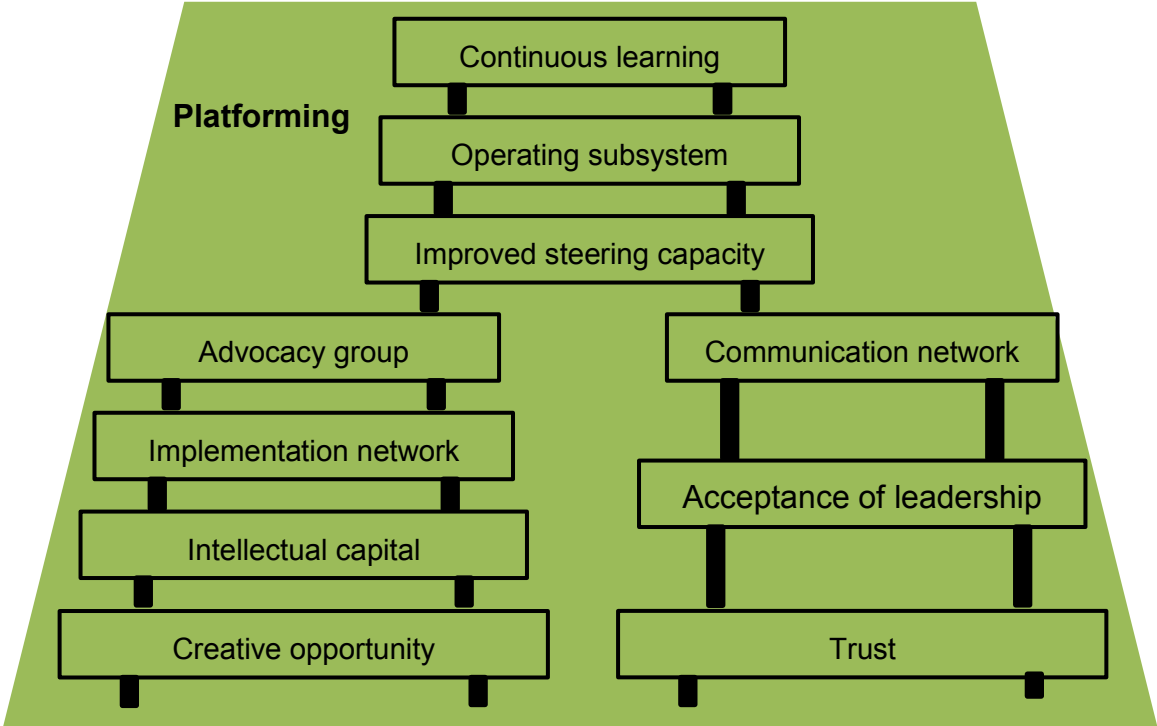 Continuous learning
Platforming
Operating subsystem
Improved steering capacity
Advocacy group
Communication network
Implementation network
Acceptance of leadership
Intellectual capital
Creative opportunity
Trust